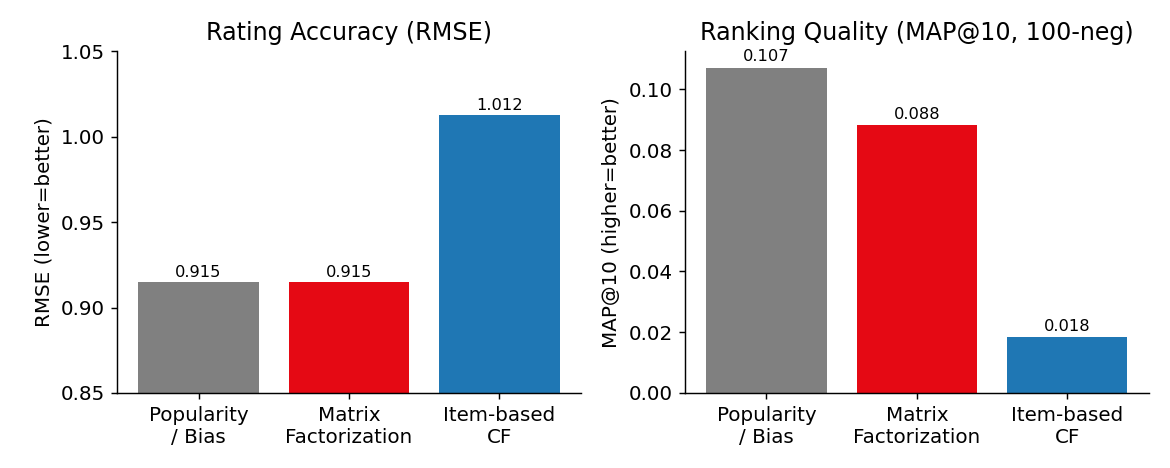 Rating Accuracy (RMSE)
RMSE (lower=better)
1.05
1.00
0.95
0.90
0.85
0.915
0.915
1.012
Popularity
/ Bias
Matrix
Factorization
Item-based
CF
Ranking Quality (MAP@10, 100-neg)
MAP@10 (higher=better)
0.10
0.08
0.06
0.04
0.02
0.00
0.107
0.088
0.018
Popularity
/ Bias
Matrix
Factorization
Item-based
CF